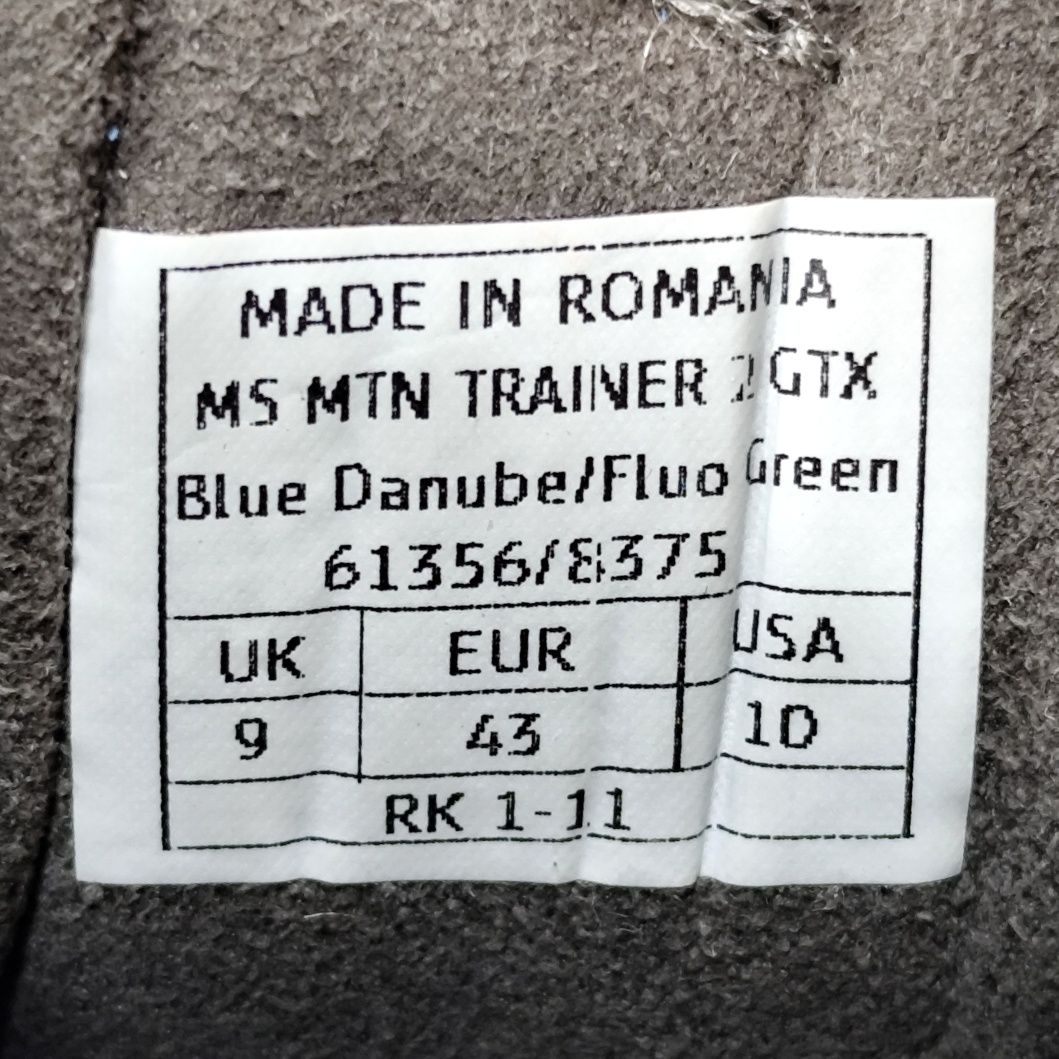 MADE IN ROMANIA
MS MTN TRAINER 2 GTX
Blue Danube/Fluo Green
61356/8375
UK EUR USA
9 43 10
RK 1-11